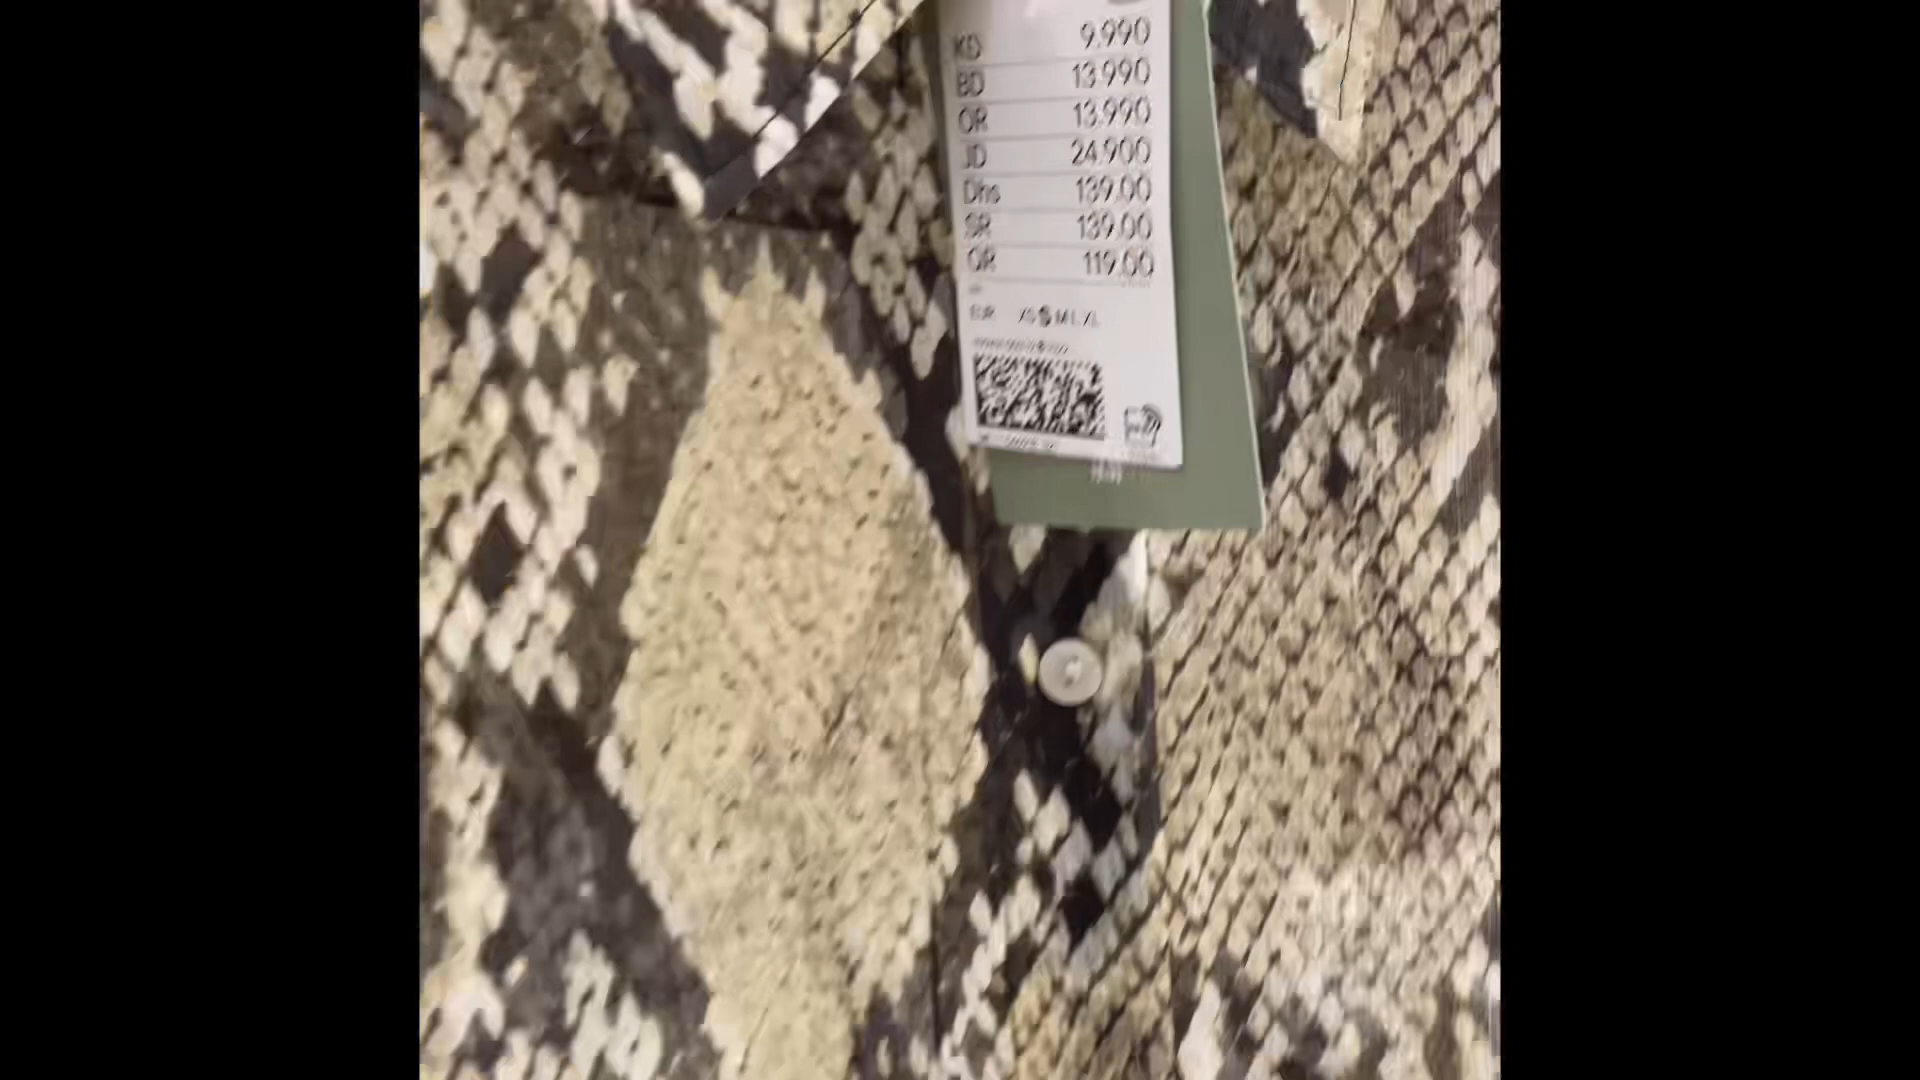 KD 9.990
BD 13.990
OR 13.990
JD 24.900
Dhs 139.00
SR 139.00
QR 119.00
EUR XS S M L XL